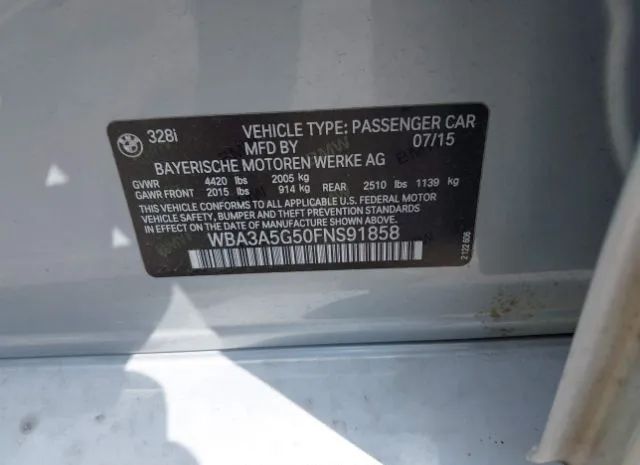 328i VEHICLE TYPE: PASSENGER CAR
MFD BY 07/15
BAYERISCHE MOTOREN WERKE AG
GVWR 4420 lbs 2005 kg
GAWR FRONT 2015 lbs 914 kg REAR 2510 lbs 1139 kg
THIS VEHICLE CONFORMS TO ALL APPLICABLE U.S. FEDERAL MOTOR
VEHICLE SAFETY, BUMPER AND THEFT PREVENTION STANDARDS
IN EFFECT ON THE DATE OF MANUFACTURE SHOWN ABOVE.
WBA3A5G50FNS91858
2122606